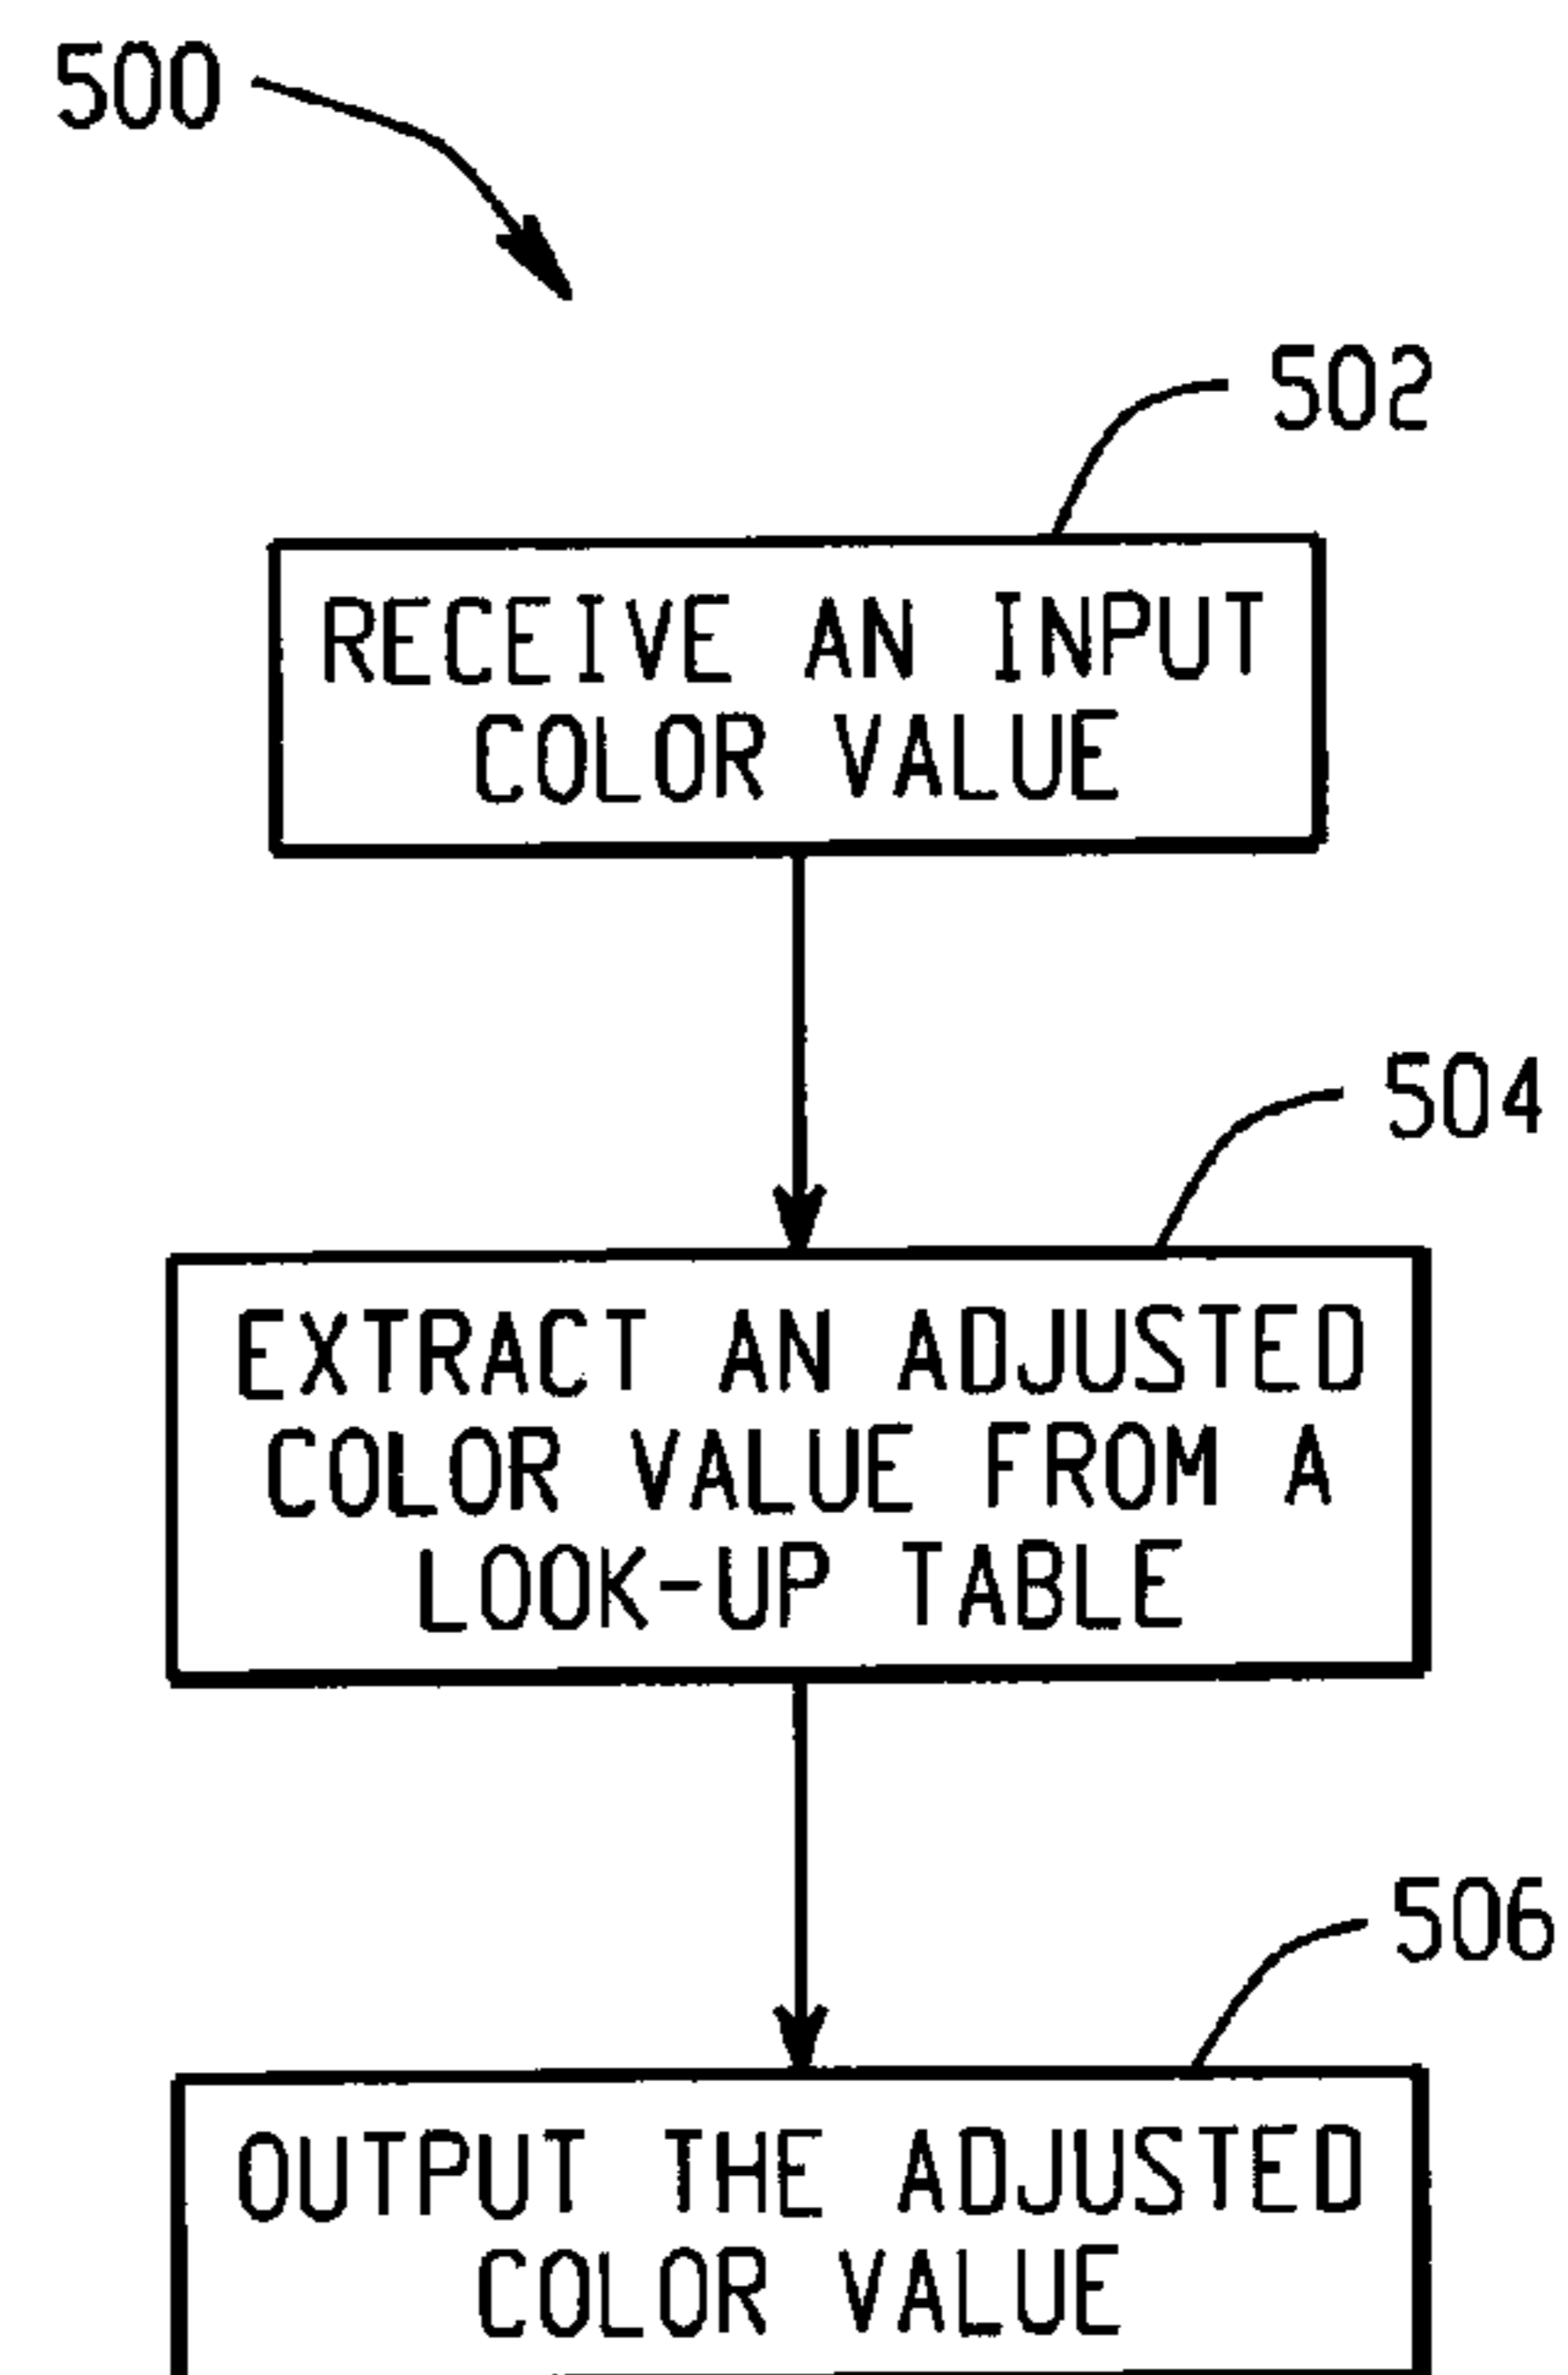 500
502
RECEIVE AN INPUT
COLOR VALUE
504
EXTRACT AN ADJUSTED
COLOR VALUE FROM A
LOOK-UP TABLE
506
OUTPUT THE ADJUSTED
COLOR VALUE